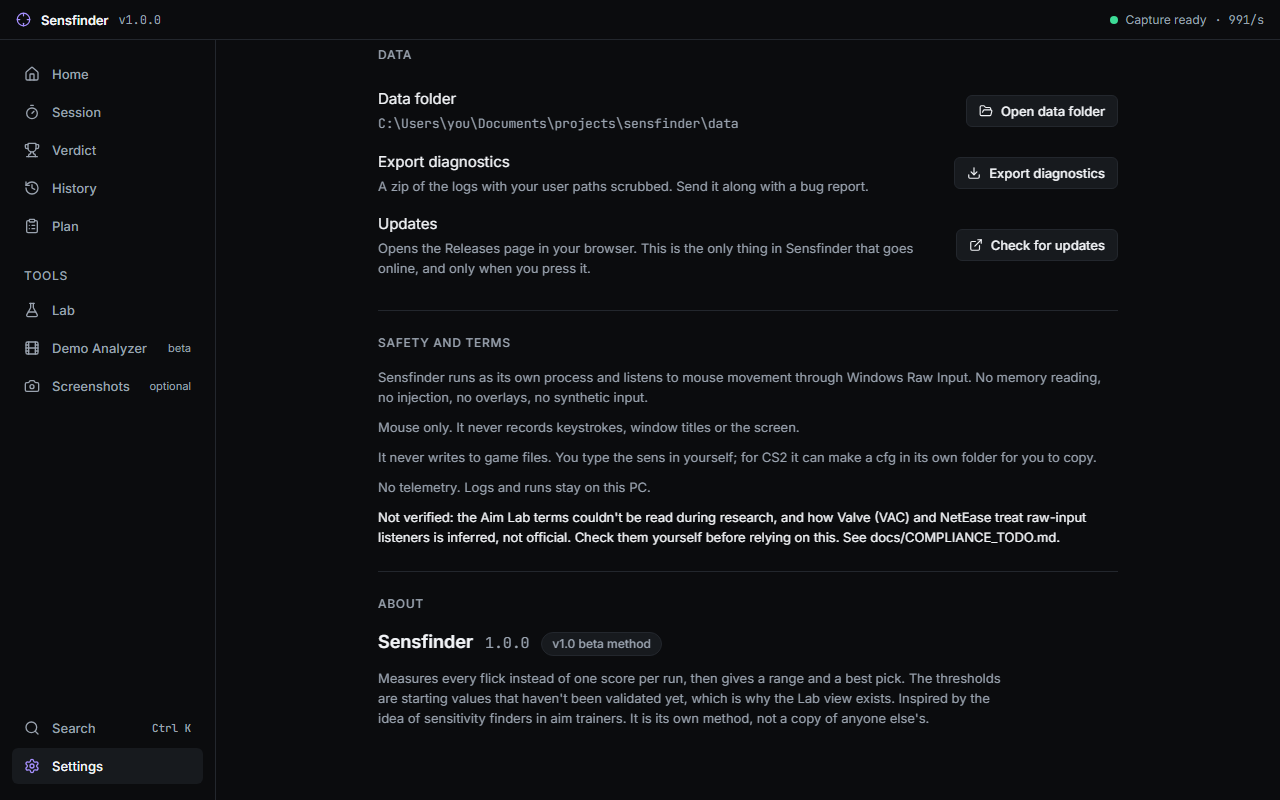 Sensfinder v1.0.0
Capture ready · 991/s
Home
Session
Verdict
History
Plan
TOOLS
Lab
Demo Analyzer beta
Screenshots optional
Search Ctrl K
Settings
DATA
Data folder
C:\Users\you\Documents\projects\sensfinder\data
Open data folder
Export diagnostics
A zip of the logs with your user paths scrubbed. Send it along with a bug report.
Export diagnostics
Updates
Opens the Releases page in your browser. This is the only thing in Sensfinder that goes
online, and only when you press it.
Check for updates
SAFETY AND TERMS
Sensfinder runs as its own process and listens to mouse movement through Windows Raw Input. No memory reading,
no injection, no overlays, no synthetic input.
Mouse only. It never records keystrokes, window titles or the screen.
It never writes to game files. You type the sens in yourself; for CS2 it can make a cfg in its own folder for you to copy.
No telemetry. Logs and runs stay on this PC.
Not verified: the Aim Lab terms couldn't be read during research, and how Valve (VAC) and NetEase treat raw-input
listeners is inferred, not official. Check them yourself before relying on this. See docs/COMPLIANCE_TODO.md.
ABOUT
Sensfinder 1.0.0 v1.0 beta method
Measures every flick instead of one score per run, then gives a range and a best pick. The thresholds
are starting values that haven't been validated yet, which is why the Lab view exists. Inspired by the
idea of sensitivity finders in aim trainers. It is its own method, not a copy of anyone else's.